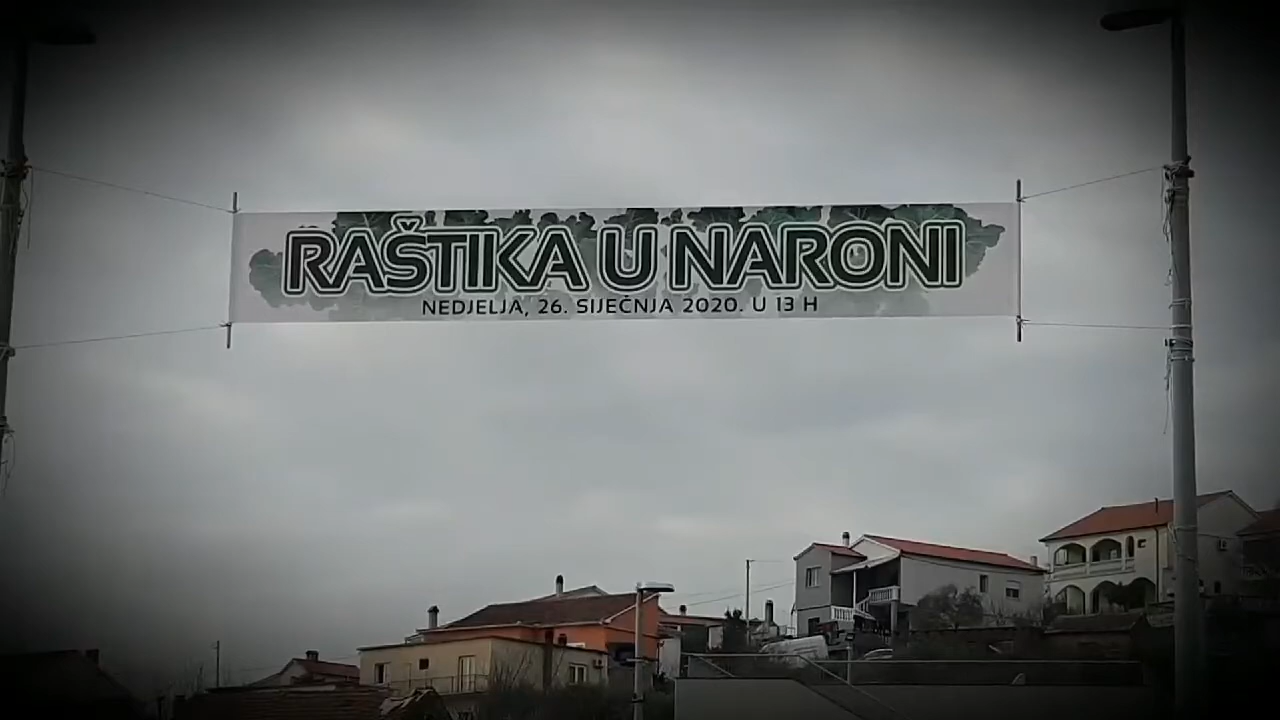 RAŠTIKA U NARONI
NEDJELJA, 26. SIJEČNJA 2020. U 13 H